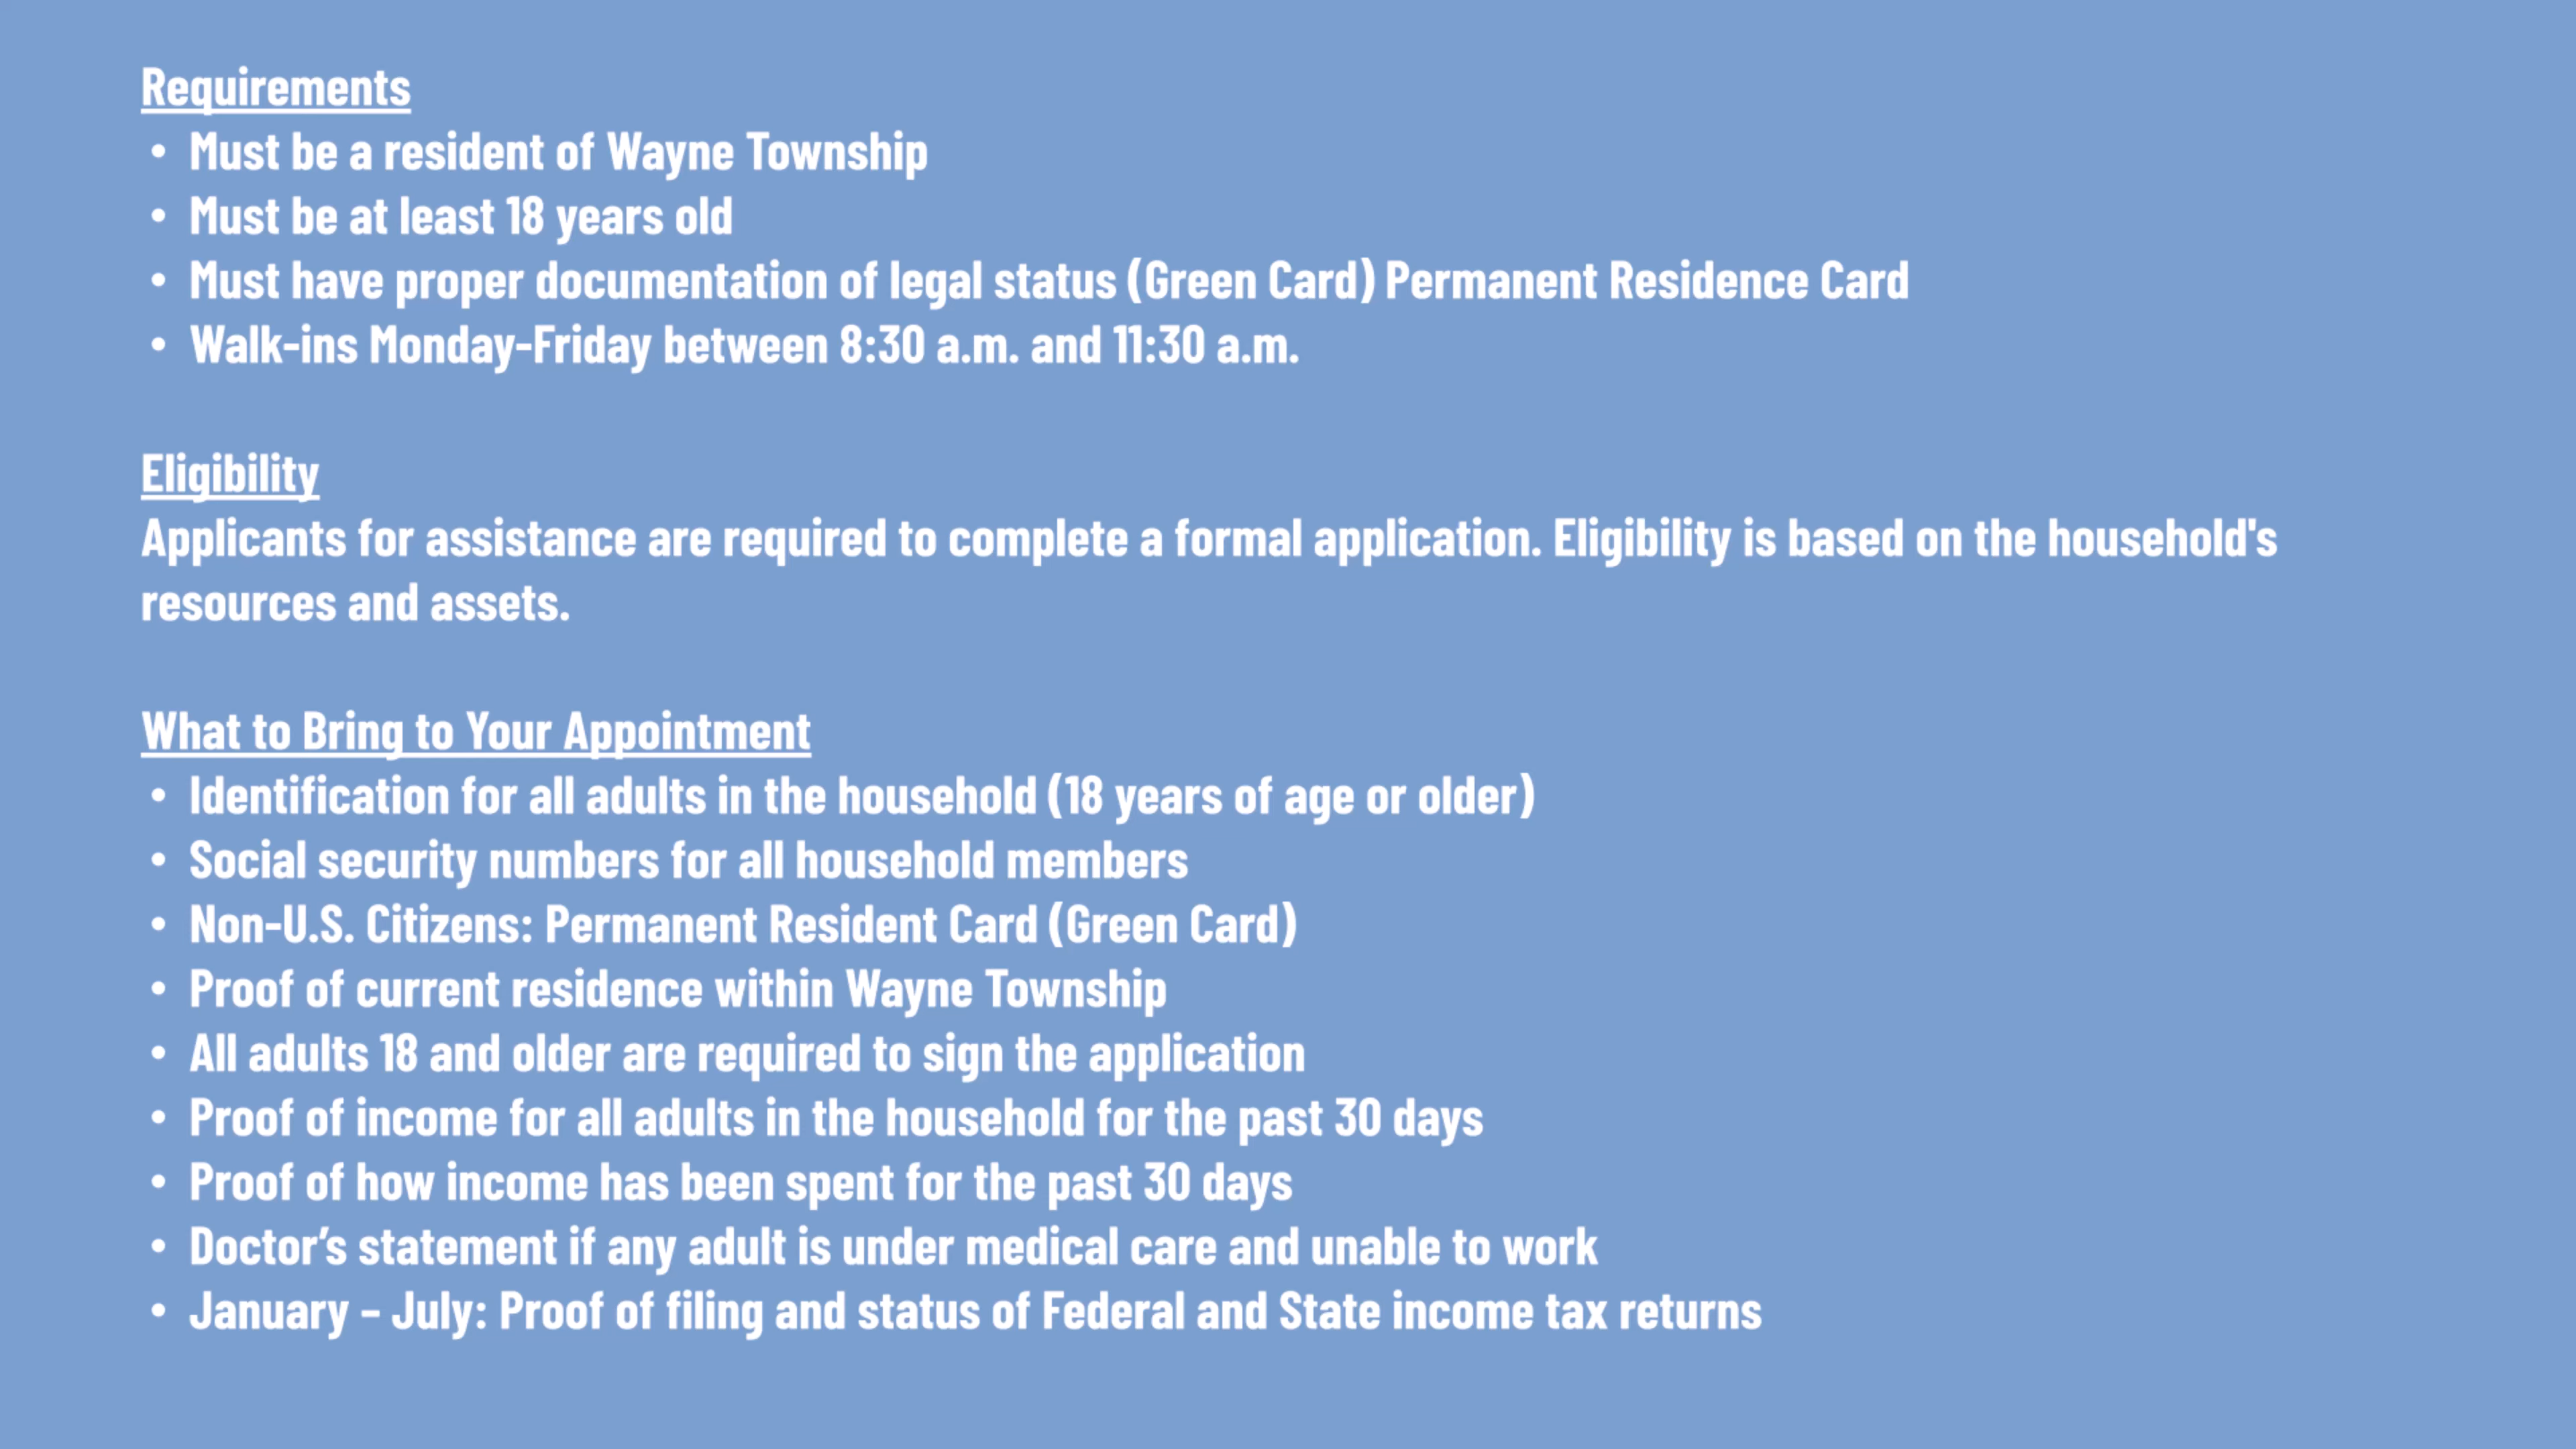 Requirements
• Must be a resident of Wayne Township
• Must be at least 18 years old
• Must have proper documentation of legal status (Green Card) Permanent Residence Card
• Walk-ins Monday-Friday between 8:30 a.m. and 11:30 a.m.
Eligibility
Applicants for assistance are required to complete a formal application. Eligibility is based on the household's
resources and assets.
What to Bring to Your Appointment
• Identification for all adults in the household (18 years of age or older)
• Social security numbers for all household members
• Non-U.S. Citizens: Permanent Resident Card (Green Card)
• Proof of current residence within Wayne Township
• All adults 18 and older are required to sign the application
• Proof of income for all adults in the household for the past 30 days
• Proof of how income has been spent for the past 30 days
• Doctor’s statement if any adult is under medical care and unable to work
• January – July: Proof of filing and status of Federal and State income tax returns